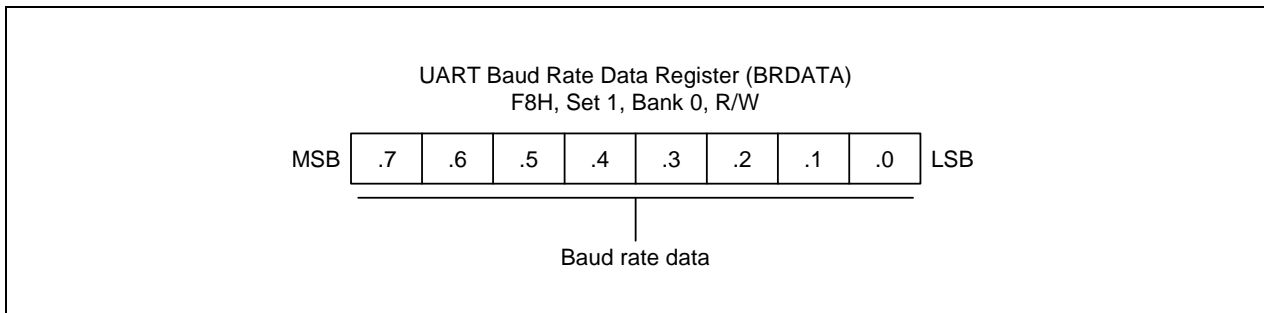 UART Baud Rate Data Register (BRDATA)
F8H, Set 1, Bank 0, R/W
MSB .7 .6 .5 .4 .3 .2 .1 .0 LSB
Baud rate data